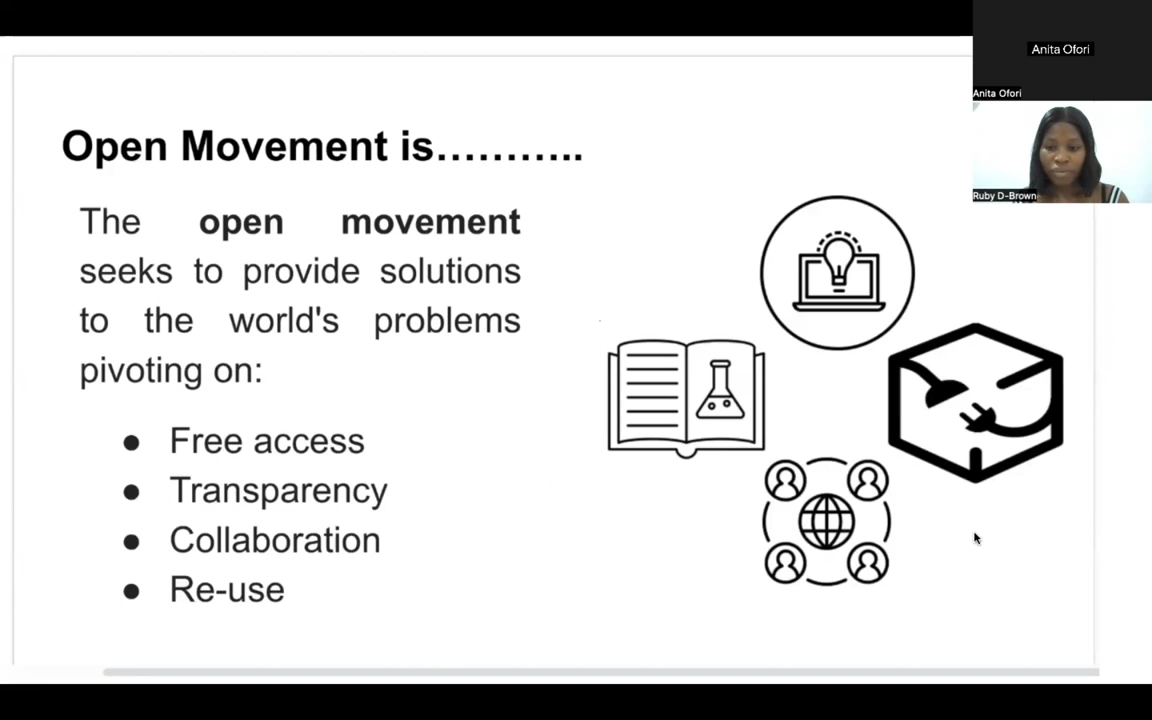 Anita Ofori
Anita Ofori
Ruby D-Brown
Open Movement is………..
The open movement
seeks to provide solutions
to the world's problems
pivoting on:
● Free access
● Transparency
● Collaboration
● Re-use